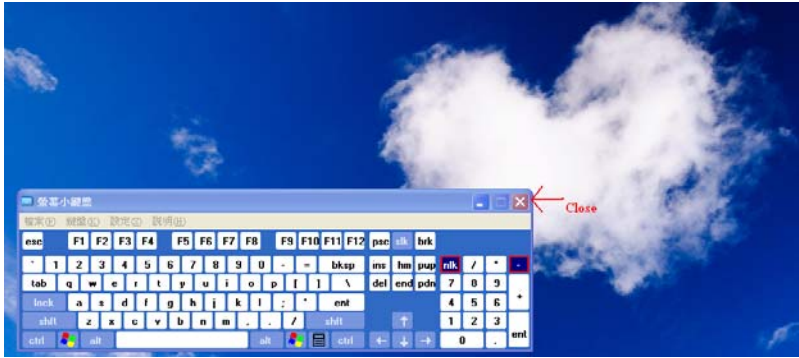 螢幕小鍵盤
Close
檔案(F) 鍵盤(K) 設定(S) 說明(H)
esc F1 F2 F3 F4 F5 F6 F7 F8 F9 F10 F11 F12 psc slk brk
` 1 2 3 4 5 6 7 8 9 0 - = bksp ins hm pup nlk / * -
tab q w e r t y u i o p [ ] \ del end pdn 7 8 9
lock a s d f g h j k l ; ' ent 4 5 6 +
shft z x c v b n m , . / shft ↑ 1 2 3
ctrl alt alt ctrl ← ↓ → 0 . ent